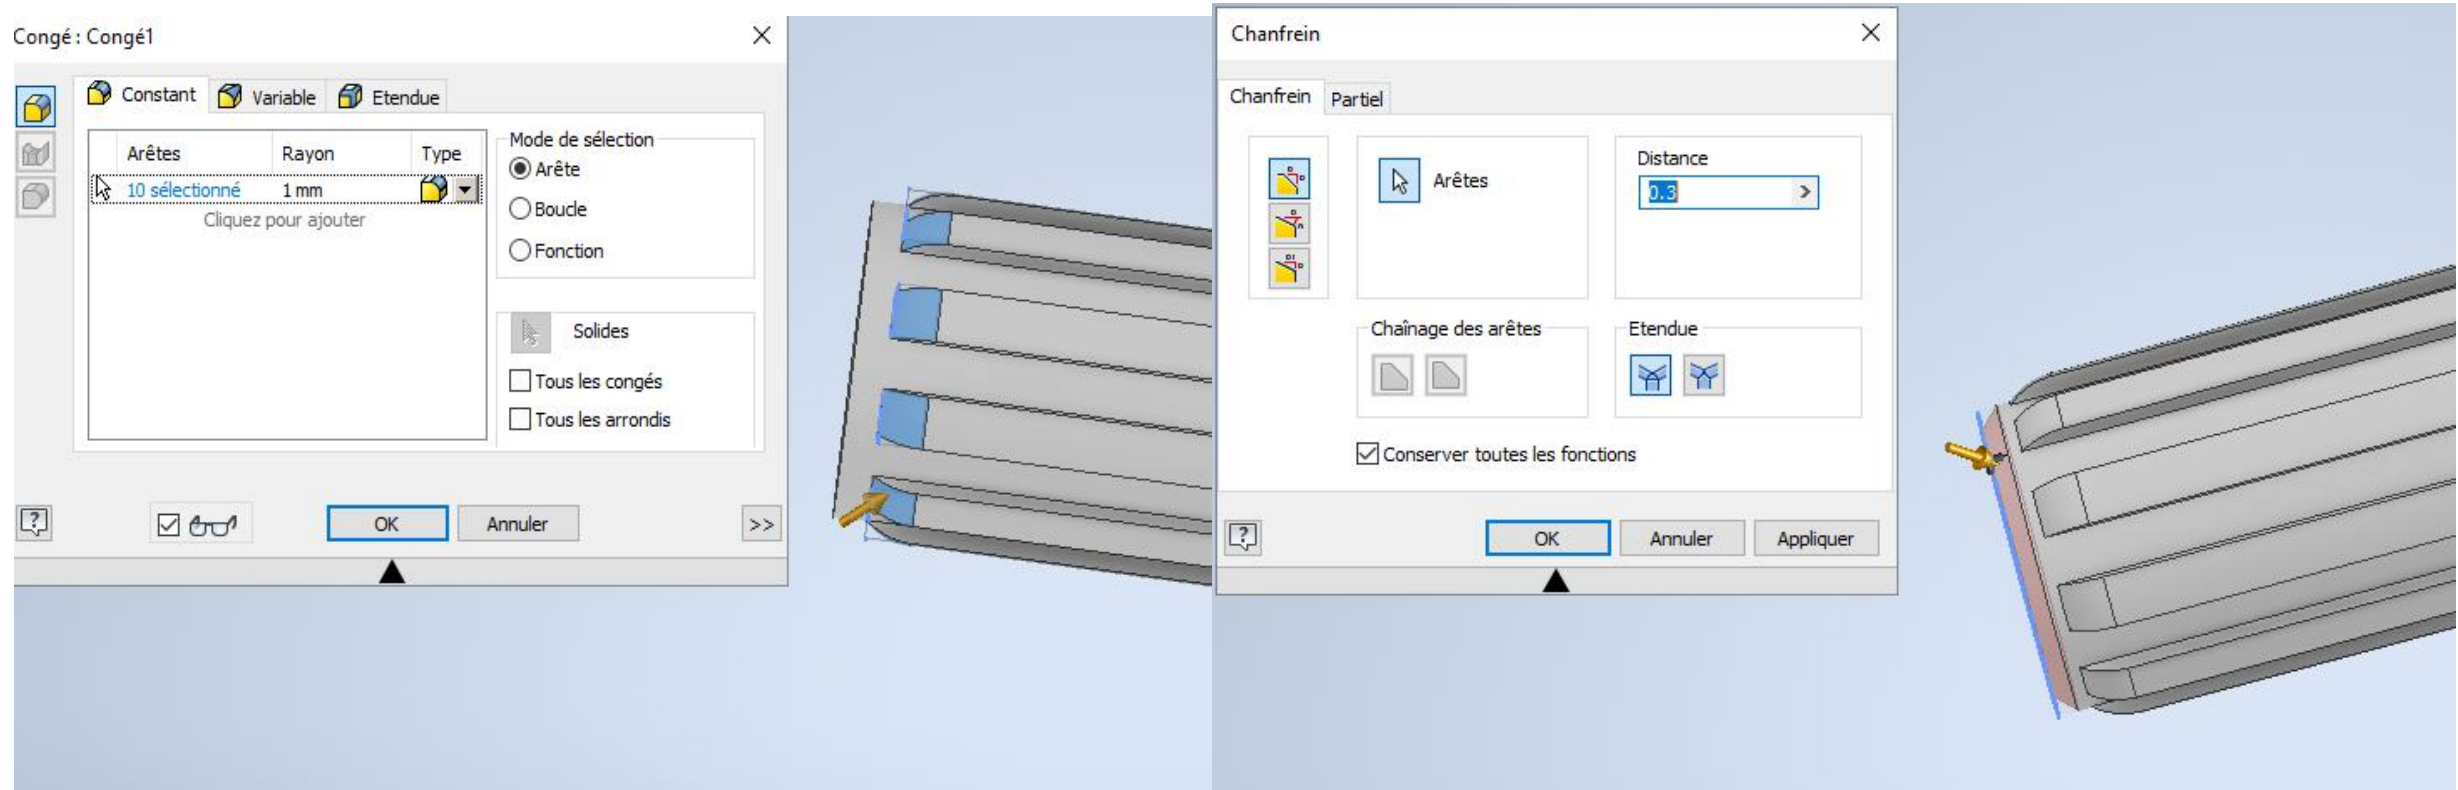 Congé : Congé1
Constant
Variable
Etendue
Arêtes
Rayon
Type
10 sélectionné
1 mm
Cliquez pour ajouter
Mode de sélection
Arête
Boucle
Fonction
Solides
Tous les congés
Tous les arrondis
OK
Annuler
>>
Chanfrein
Chanfrein
Partiel
Arêtes
Distance
0.3
>
Chaînage des arêtes
Etendue
Conserver toutes les fonctions
OK
Annuler
Appliquer